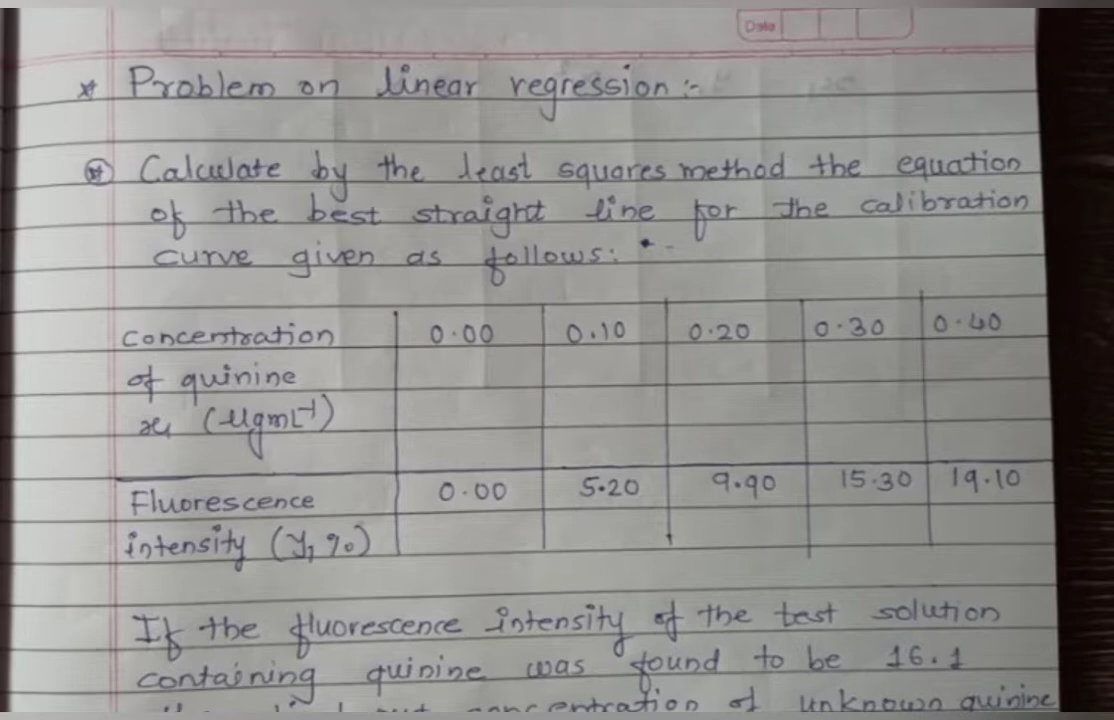 Date
* Problem on linear regression :-
* Calculate by the least squares method the equation
of the best straight line for the calibration
curve given as follows:
Concentration 0.00 0.10 0.20 0.30 0.40
of quinine
x, (μgmL⁻¹)
Fluorescence 0.00 5.20 9.90 15.30 19.10
intensity (y, %)
If the fluorescence intensity of the test solution
containing quinine was found to be 16.1
concentration of unknown quinine